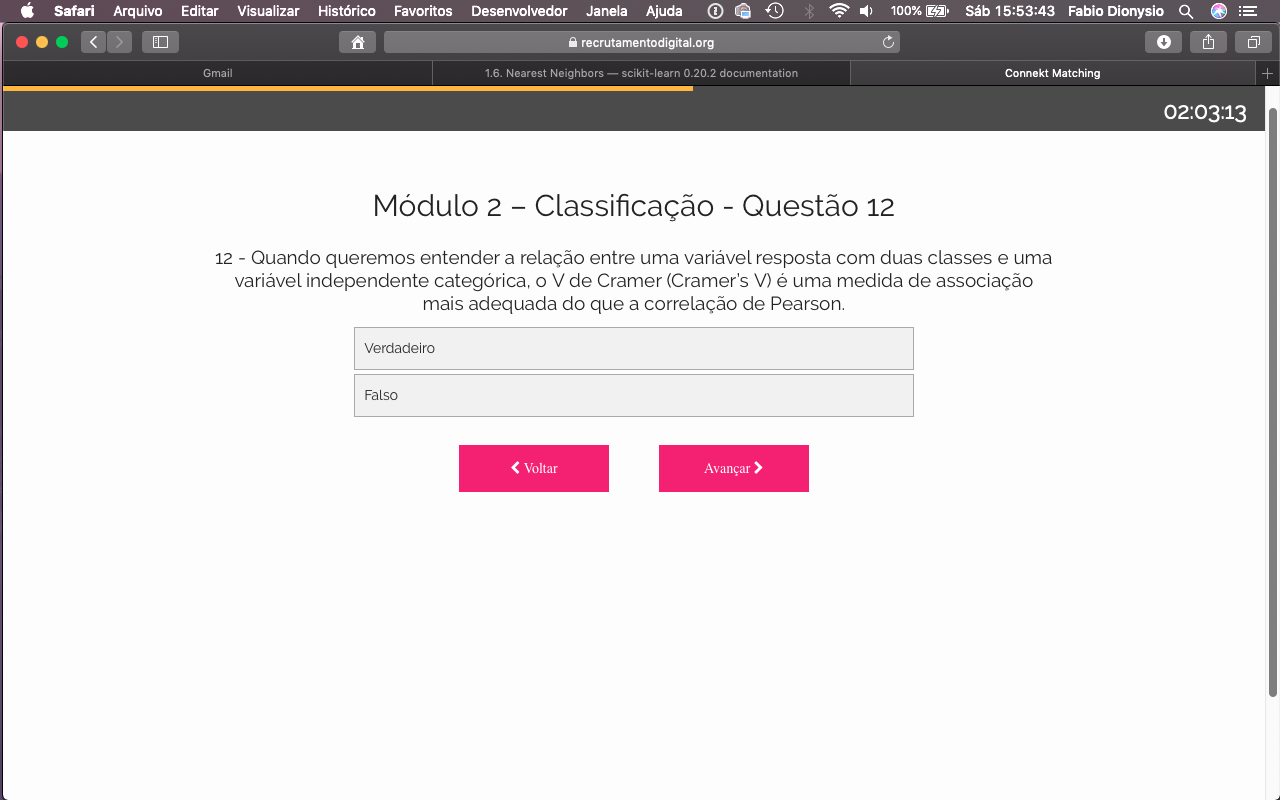 Safari Arquivo Editar Visualizar Histórico Favoritos Desenvolvedor Janela Ajuda 100% Sáb 15:53:43 Fabio Dionysio
recrutamentodigital.org
Gmail 1.6. Nearest Neighbors — scikit-learn 0.20.2 documentation Connekt Matching
02:03:13
Módulo 2 – Classificação - Questão 12
12 - Quando queremos entender a relação entre uma variável resposta com duas classes e uma
variável independente categórica, o V de Cramer (Cramer's V) é uma medida de associação
mais adequada do que a correlação de Pearson.
Verdadeiro
Falso
Voltar Avançar